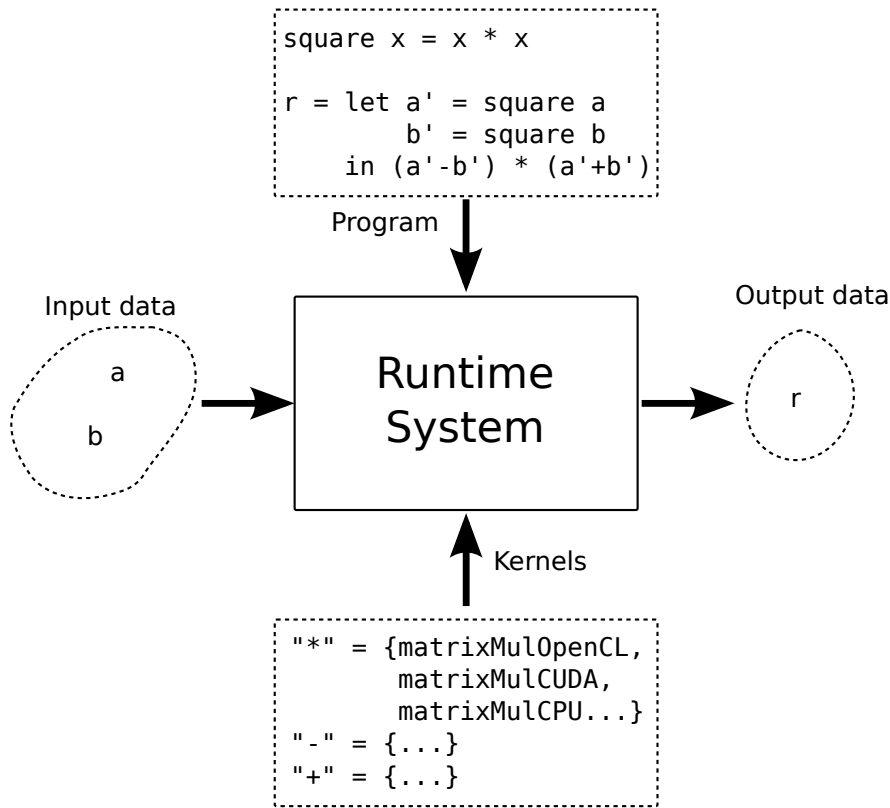 square x = x * x
r = let a' = square a
        b' = square b
    in (a'-b') * (a'+b')
Program
Input data
a
b
Runtime
System
Output data
r
Kernels
"*" = {matrixMulOpenCL,
       matrixMulCUDA,
       matrixMulCPU...}
"-" = {...}
"+" = {...}